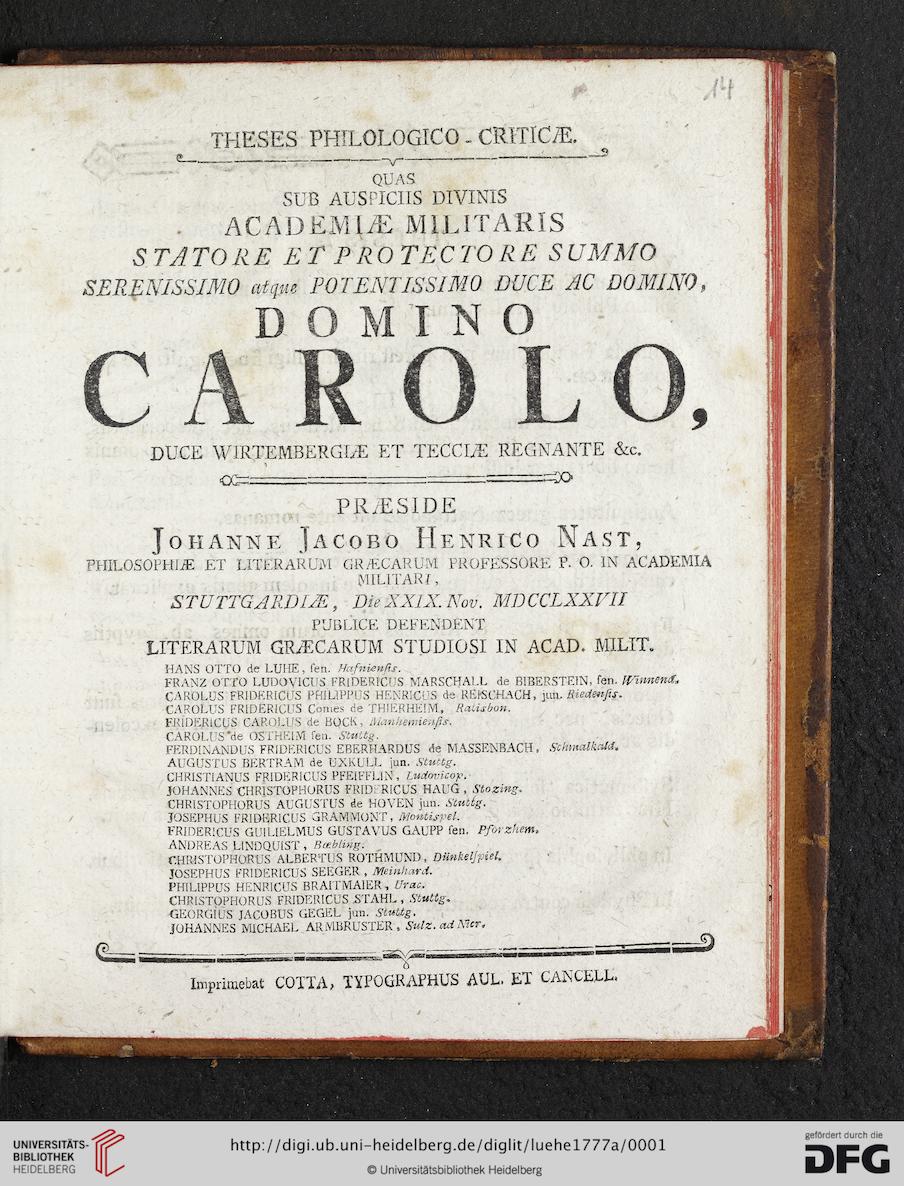 14
THESES PHILOLOGICO-CRITICÆ.
QUAS
SUB AUSPICIIS DIVINIS
ACADEMIÆ MILITARIS
STATORE ET PROTECTORE SUMMO
SERENISSIMO atque POTENTISSIMO DUCE AC DOMINO,
DOMINO
CAROLO,
DUCE WIRTEMBERGIÆ ET TECCIÆ REGNANTE &c.
PRÆSIDE
JOHANNE JACOBO HENRICO NAST,
PHILOSOPHIÆ ET LITERARUM GRÆCARUM PROFESSORE P. O. IN ACADEMIA
MILITARI,
STUTTGARDIÆ, Die XXIX. Nov. MDCCLXXVII
PUBLICE DEFENDENT
LITERARUM GRÆCARUM STUDIOSI IN ACAD. MILIT.
HANS OTTO de LUHE, sen. Hafnienſis.
FRANZ OTTO LUDOVICUS FRIDERICUS MARSCHALL de BIBERSTEIN, sen. Winnend.
CAROLUS FRIDERICUS PHILIPPUS HENRICUS de REISCHACH, jun. Riedenſis.
CAROLUS FRIDERICUS Comes de THIERHEIM, Ratisbon.
FRIDERICUS CAROLUS de BOCK, Manhemienſis.
CAROLUS de OSTHEIM sen. Stuttg.
FERDINANDUS FRIDERICUS EBERHARDUS de MASSENBACH, Schmalkald.
AUGUSTUS BERTRAM de UXKULL jun. Stuttg.
CHRISTIANUS FRIDERICUS PFEIFFLIN, Ludovicop.
JOHANNES CHRISTOPHORUS FRIDERICUS HAUG, Stozing.
CHRISTOPHORUS AUGUSTUS de HOVEN jun. Stuttg.
JOSEPHUS FRIDERICUS GRAMMONT, Montispel.
FRIDERICUS GUILIELMUS GUSTAVUS GAUPP sen. Pforzhem.
ANDREAS LINDQUIST, Bœbling.
CHRISTOPHORUS ALBERTUS ROTHMUND, Dünkelſpiel.
JOSEPHUS FRIDERICUS SEEGER, Meinhard.
PHILIPPUS HENRICUS BRAITMAIER, Urac.
CHRISTOPHORUS FRIDERICUS STAHL, Stuttg.
GEORGIUS JACOBUS GEGEL jun. Stuttg.
JOHANNES MICHAEL ARMBRUSTER, Sulz. ad Nicr.
Imprimebat COTTA, TYPOGRAPHUS AUL. ET CANCELL.
UNIVERSITÄTS-
BIBLIOTHEK
HEIDELBERG
http://digi.ub.uni-heidelberg.de/diglit/luehe1777a/0001
© Universitätsbibliothek Heidelberg
gefördert durch die
DFG